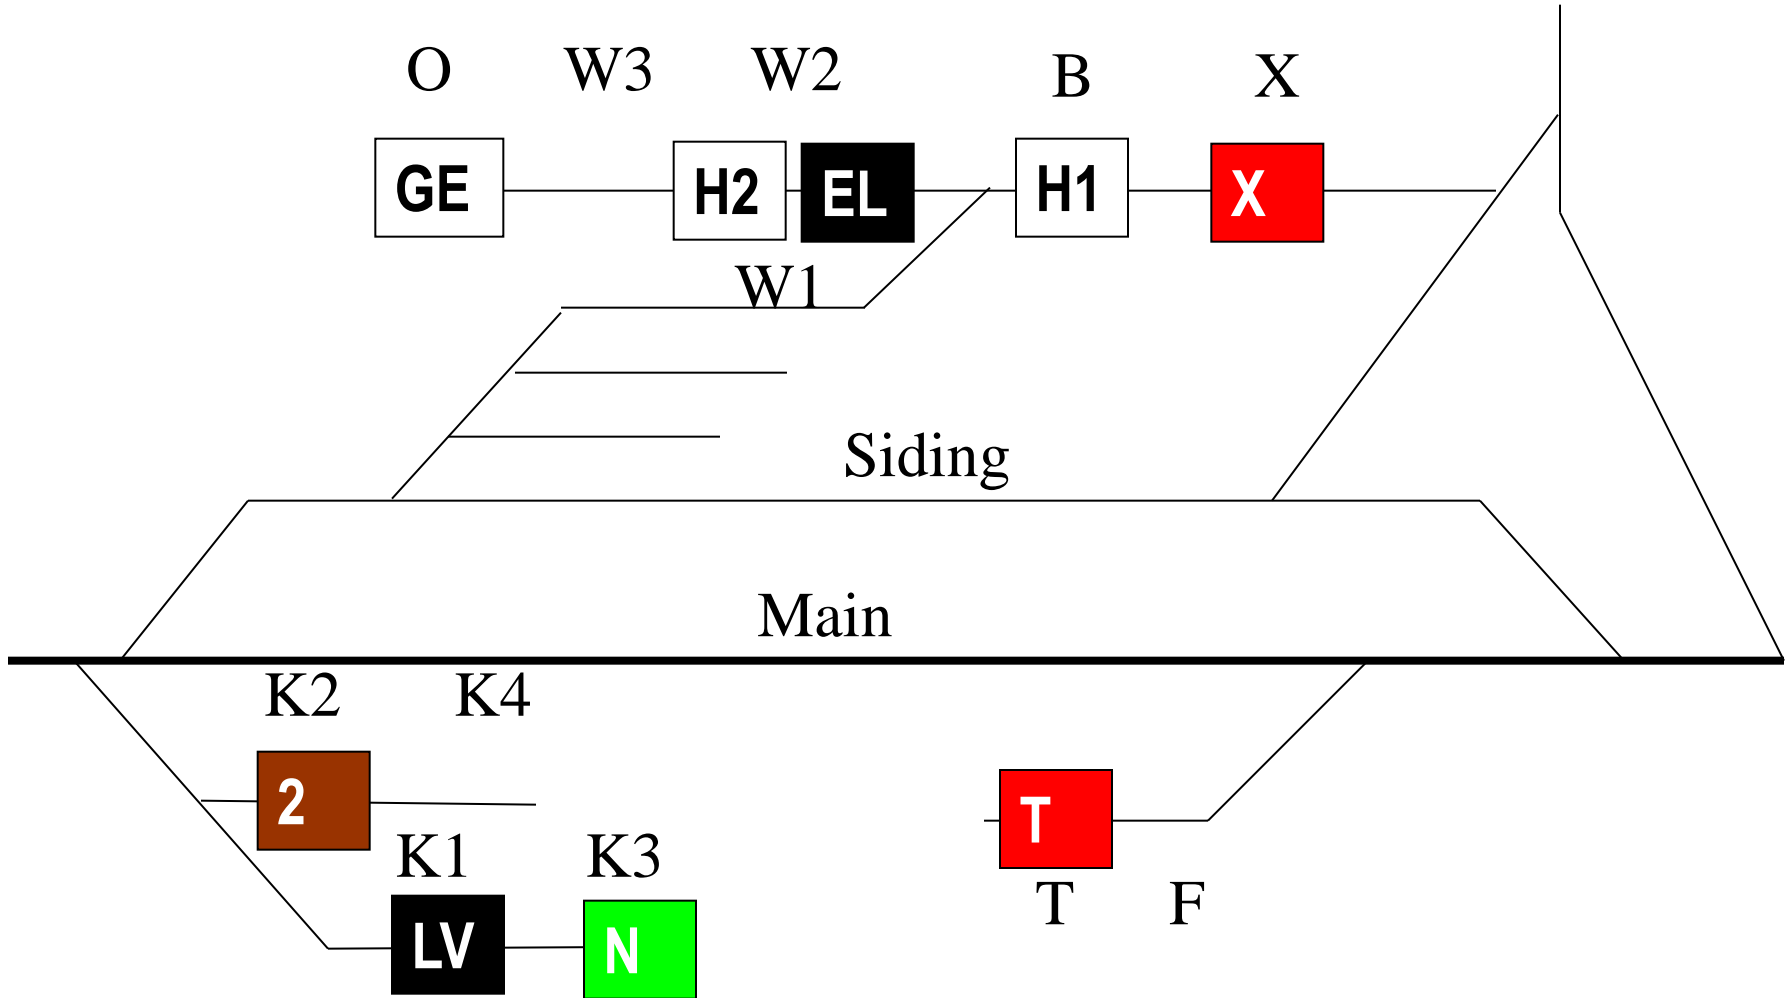 O W3 W2 B X
GE H2 EL H1 X
W1
Siding
Main
K2 K4
2 T
K1 K3
T F
LV N